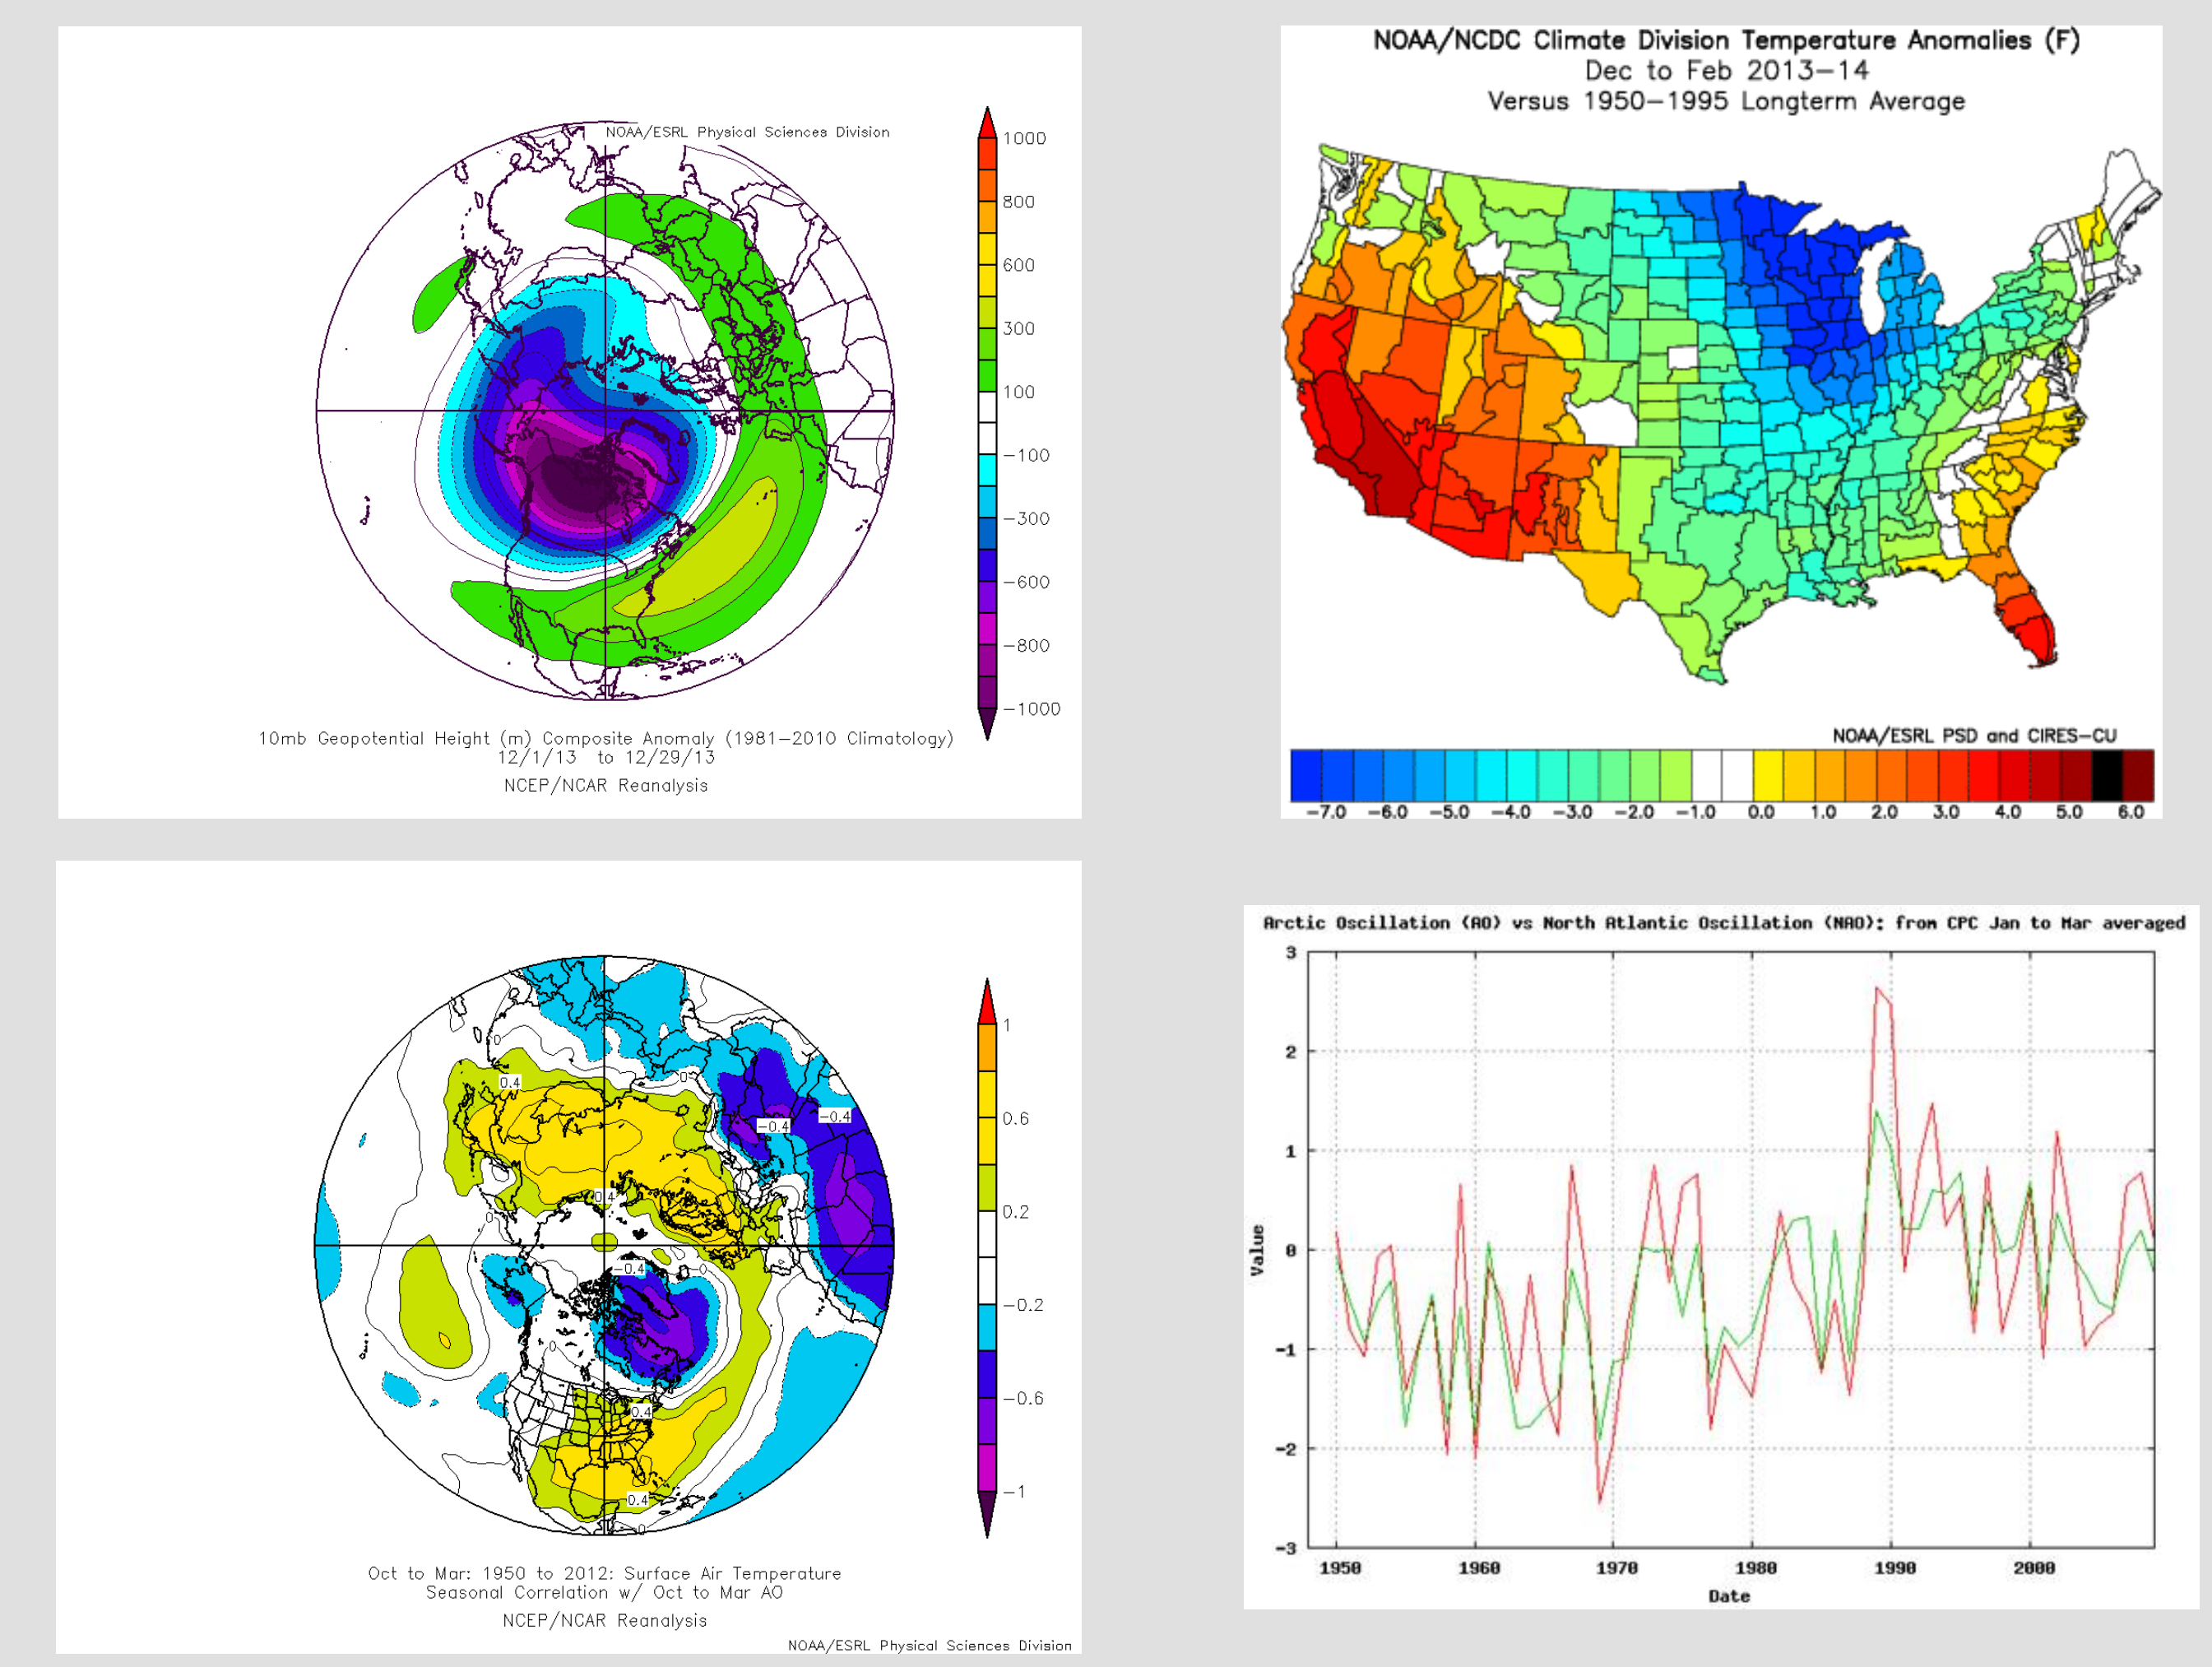 NOAA/ESRL Physical Sciences Division
1000
800
600
300
100
−100
−300
−600
−800
−1000
10mb Geopotential Height (m) Composite Anomaly (1981−2010 Climatology)
12/1/13 to 12/29/13
NCEP/NCAR Reanalysis
NOAA/NCDC Climate Division Temperature Anomalies (F)
Dec to Feb 2013−14
Versus 1950−1995 Longterm Average
NOAA/ESRL PSD and CIRES−CU
−7.0 −6.0 −5.0 −4.0 −3.0 −2.0 −1.0 0.0 1.0 2.0 3.0 4.0 5.0 6.0
0
0.4
0
−0.4
−0.4
0.4
0
−0.4
0
0
0.4
0.4
0
1
0.6
0.2
−0.2
−0.6
−1
Oct to Mar: 1950 to 2012: Surface Air Temperature
Seasonal Correlation w/ Oct to Mar AO
NCEP/NCAR Reanalysis
NOAA/ESRL Physical Sciences Division
Arctic Oscillation (AO) vs North Atlantic Oscillation (NAO): from CPC Jan to Mar averaged
3
2
1
0
-1
-2
-3
Value
1950 1960 1970 1980 1990 2000
Date